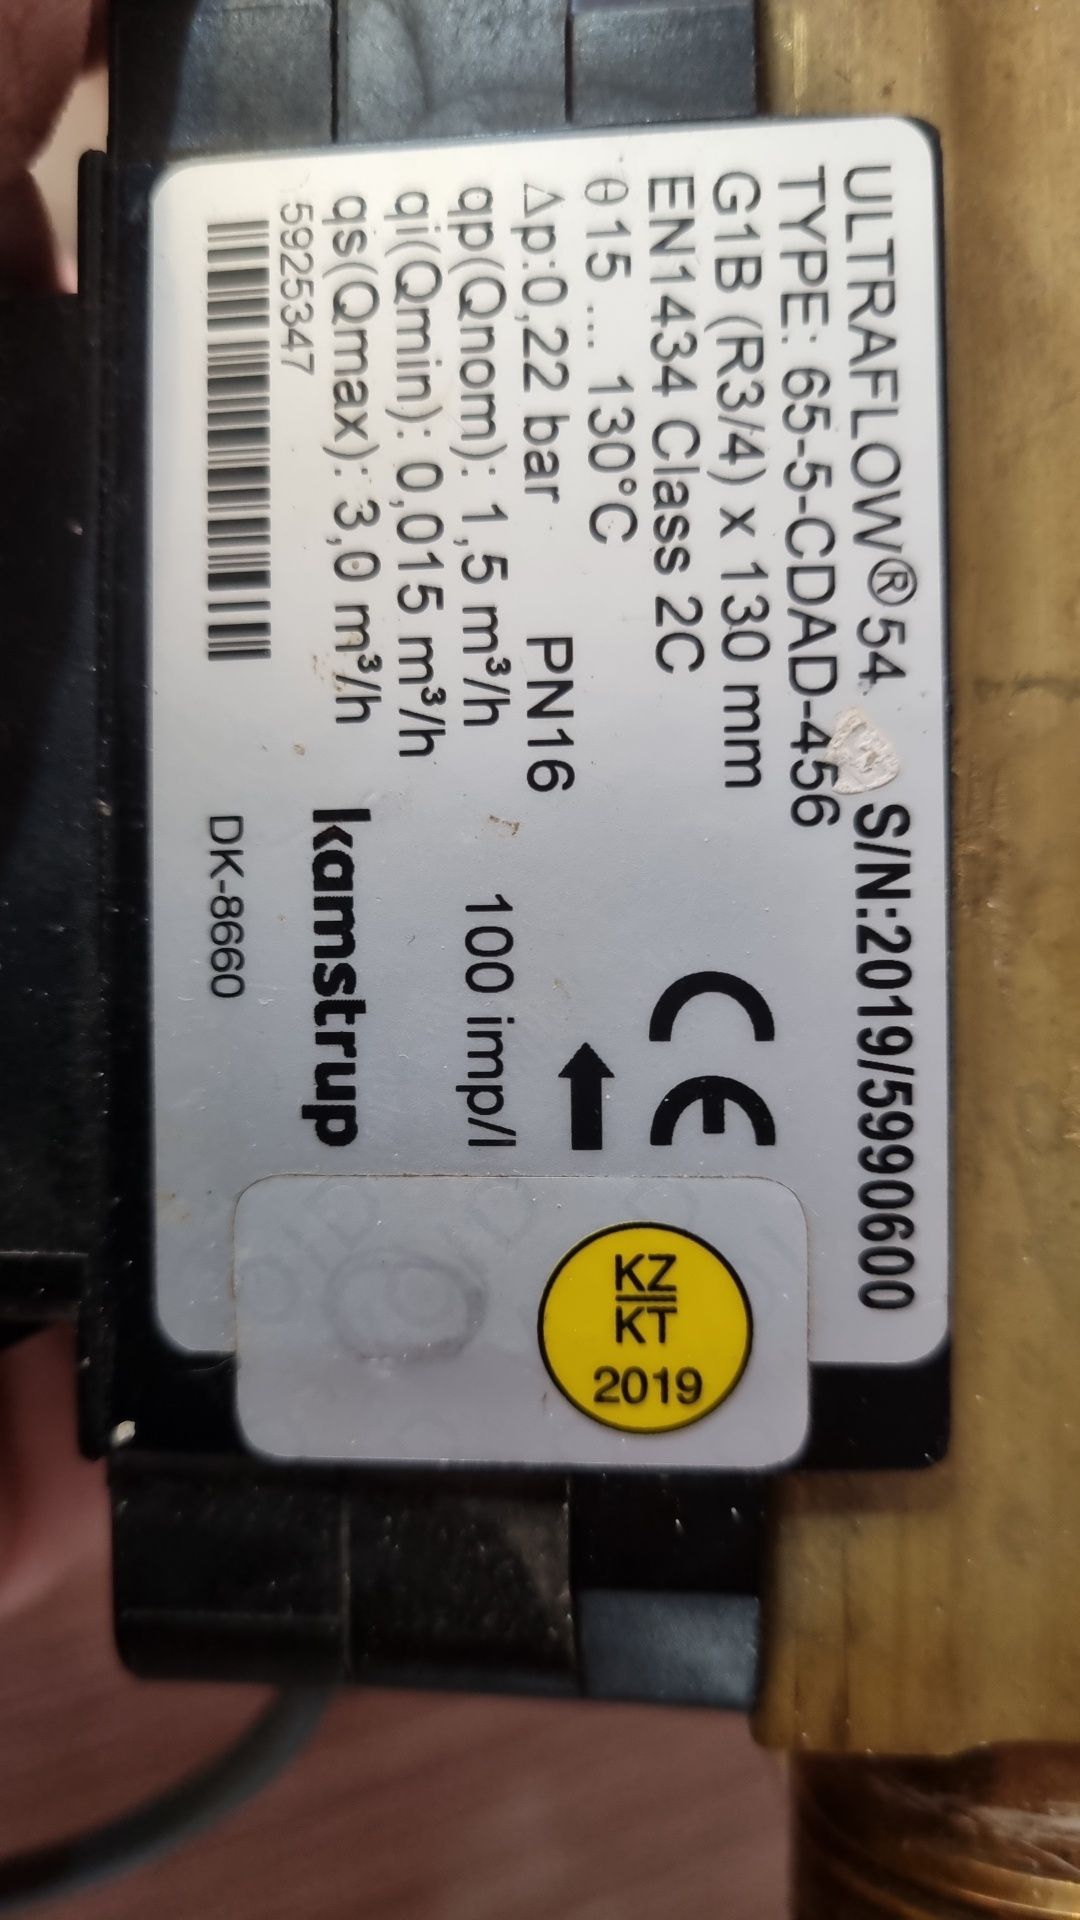 ULTRAFLOW®54 S/N:2019/5990600
TYPE: 65-5-CDAD-456
G1B (R3/4) x 130 mm
EN1434 Class 2C
CE
θ15 ... 130°C
Δp:0,22 bar PN16
qp(Qnom): 1,5 m³/h 100 imp/l
qi(Qmin): 0,015 m³/h
qs(Qmax): 3,0 m³/h
kamstrup
5925347
DK-8660
KZ
KT
2019